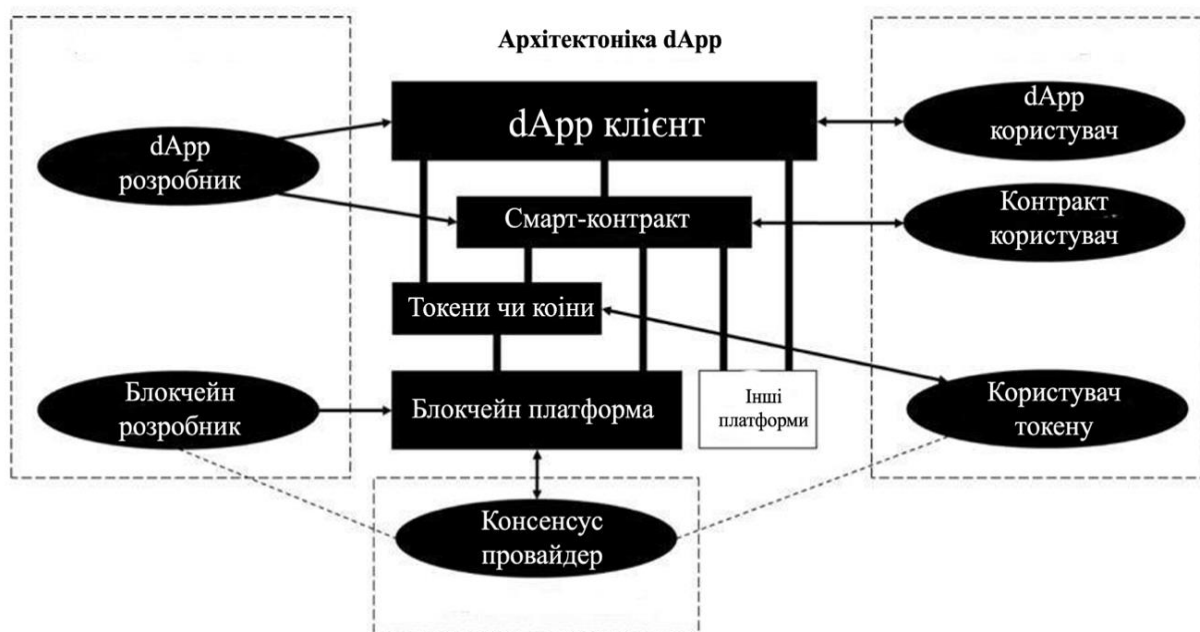 Архітектоніка dApp
dApp клієнт
dApp
користувач
dApp
розробник
Смарт-контракт
Контракт
користувач
Токени чи коіни
Блокчейн
розробник
Блокчейн платформа
Інші
платформи
Користувач
токену
Консенсус
провайдер